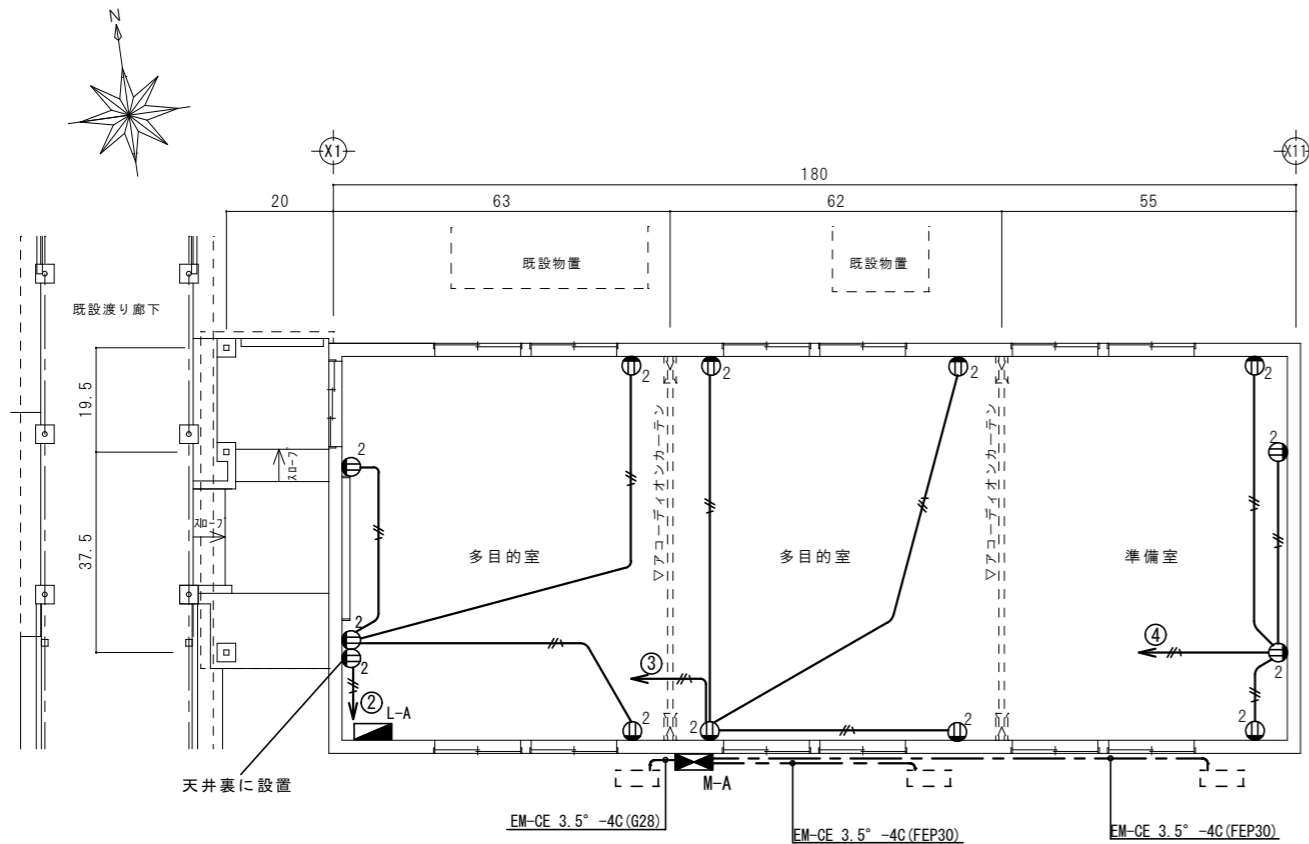 N
X1
X11
180
20
63
62
55
既設物置
既設物置
既設渡り廊下
19.5
37.5
スロープ
スロープ
2
2
2
2
2
2
2
▽アコーディオンカーテン
▽アコーディオンカーテン
多目的室
多目的室
準備室
2
2
②
L-A
③
④
2
2
2
2
2
天井裏に設置
M-A
EM-CE 3.5°-4C(G28)
EM-CE 3.5°-4C(FEP30)
EM-CE 3.5°-4C(FEP30)